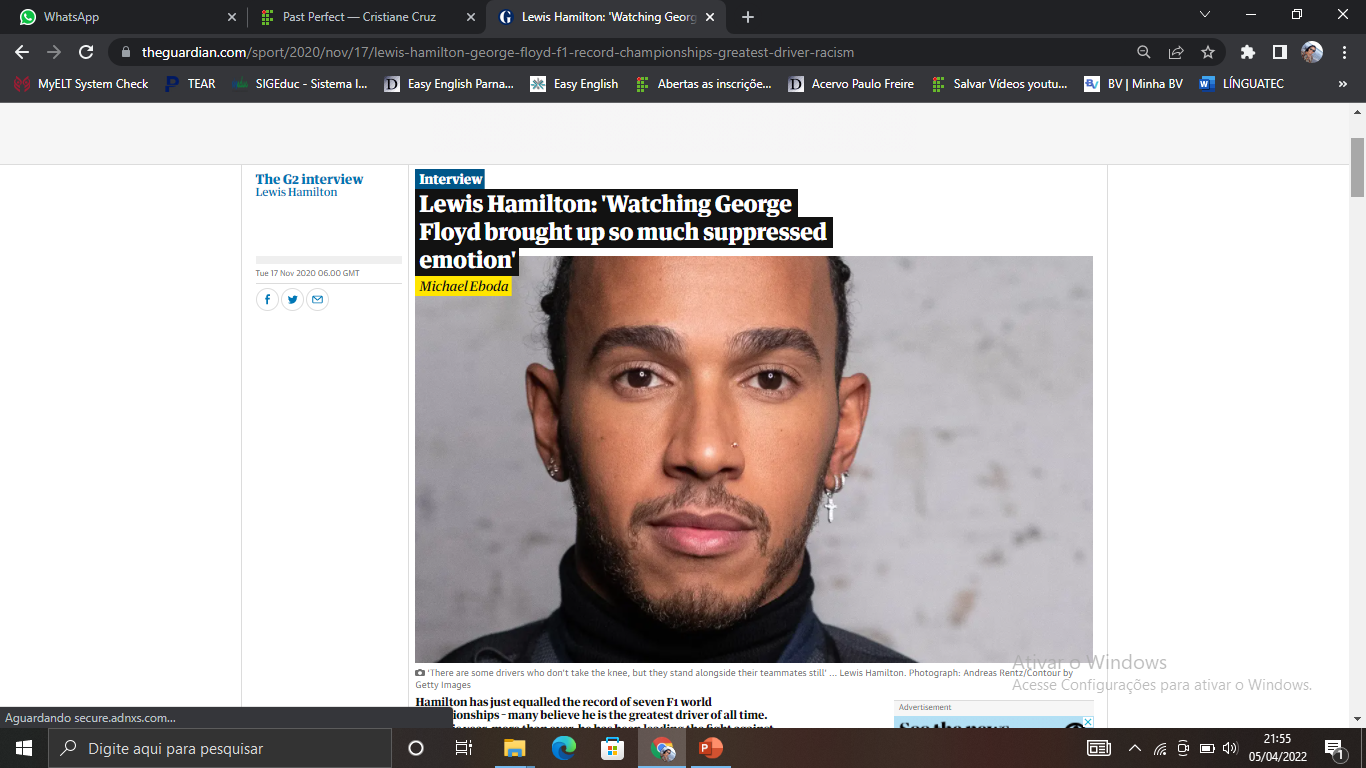 WhatsApp
Past Perfect — Cristiane Cruz
Lewis Hamilton: 'Watching Georg
theguardian.com/sport/2020/nov/17/lewis-hamilton-george-floyd-f1-record-championships-greatest-driver-racism
MyELT System Check
TEAR
SIGEduc - Sistema I...
Easy English Parna...
Easy English
Abertas as inscriçõe...
Acervo Paulo Freire
Salvar Vídeos youtu...
BV | Minha BV
LÍNGUATEC
»
The G2 interview
Lewis Hamilton
Tue 17 Nov 2020 06.00 GMT
Interview
Lewis Hamilton: 'Watching George
Floyd brought up so much suppressed
emotion'
Michael Eboda
'There are some drivers who don't take the knee, but they stand alongside their teammates still' ... Lewis Hamilton. Photograph: Andreas Rentz/Contour by
Getty Images
Hamilton has just equalled the record of seven F1 world
ionships – many believe he is the greatest driver of all time.
Advertisement
Ativar o Windows
Acesse Configurações para ativar o Windows.
Aguardando secure.adnxs.com...
Digite aqui para pesquisar
21:55
05/04/2022
1